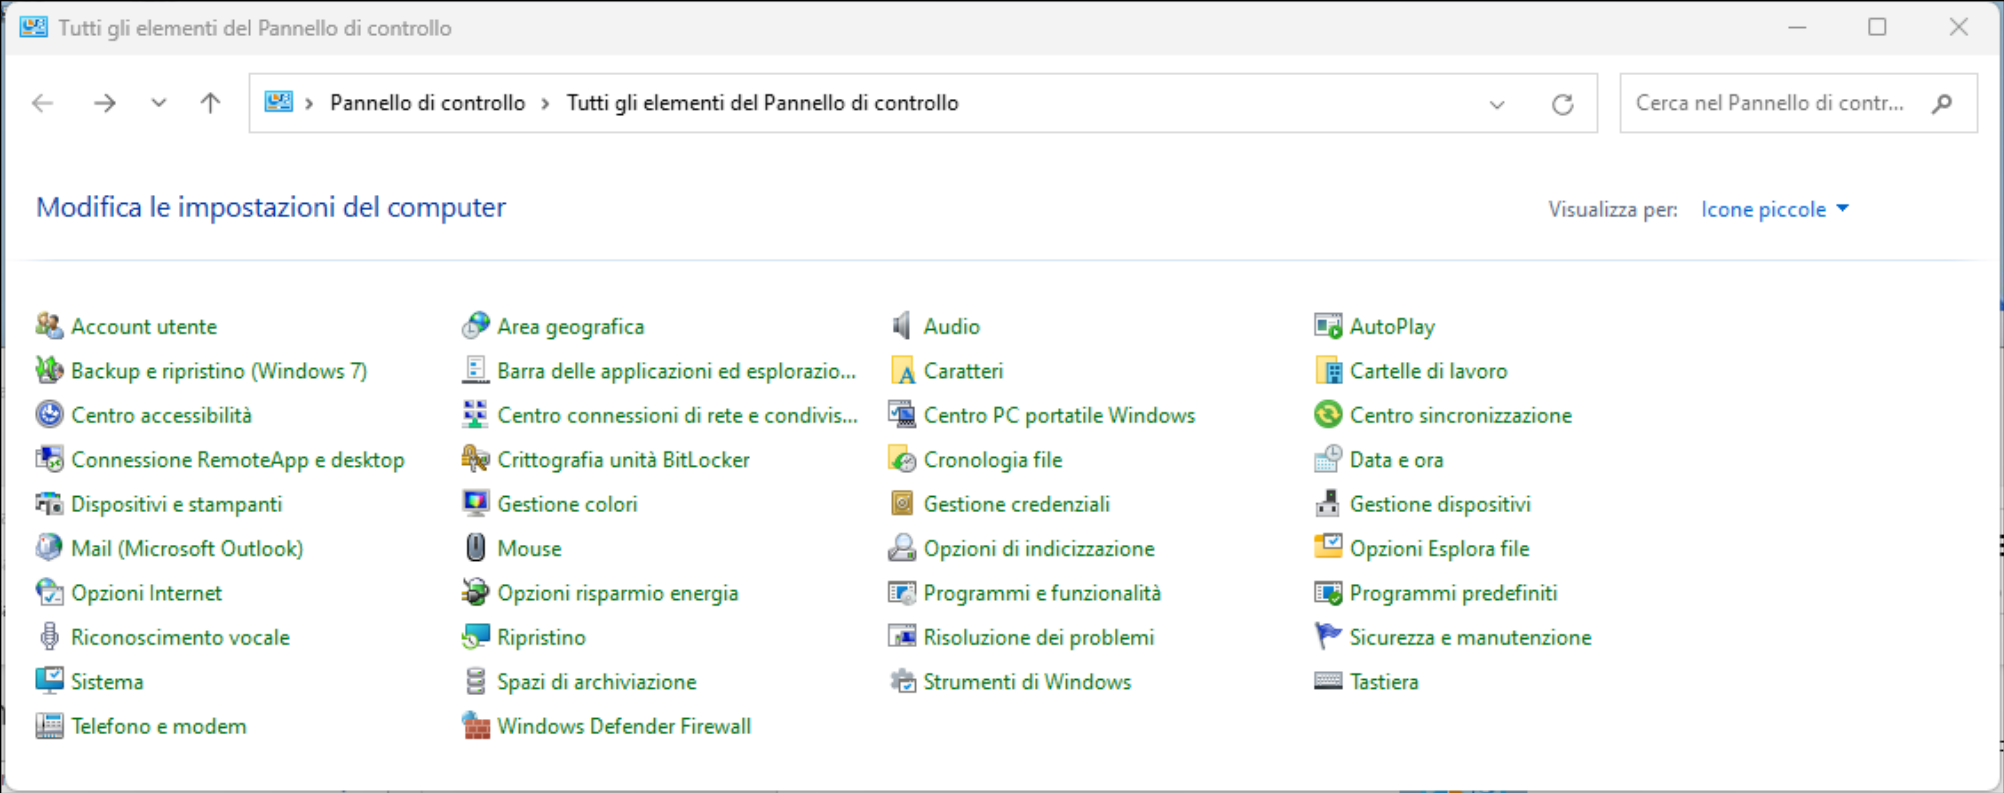 Tutti gli elementi del Pannello di controllo
Pannello di controllo
Tutti gli elementi del Pannello di controllo
Cerca nel Pannello di contr...
Modifica le impostazioni del computer
Visualizza per: Icone piccole
Account utente
Area geografica
Audio
AutoPlay
Backup e ripristino (Windows 7)
Barra delle applicazioni ed esplorazio...
Caratteri
Cartelle di lavoro
Centro accessibilità
Centro connessioni di rete e condivis...
Centro PC portatile Windows
Centro sincronizzazione
Connessione RemoteApp e desktop
Crittografia unità BitLocker
Cronologia file
Data e ora
Dispositivi e stampanti
Gestione colori
Gestione credenziali
Gestione dispositivi
Mail (Microsoft Outlook)
Mouse
Opzioni di indicizzazione
Opzioni Esplora file
Opzioni Internet
Opzioni risparmio energia
Programmi e funzionalità
Programmi predefiniti
Riconoscimento vocale
Ripristino
Risoluzione dei problemi
Sicurezza e manutenzione
Sistema
Spazi di archiviazione
Strumenti di Windows
Tastiera
Telefono e modem
Windows Defender Firewall